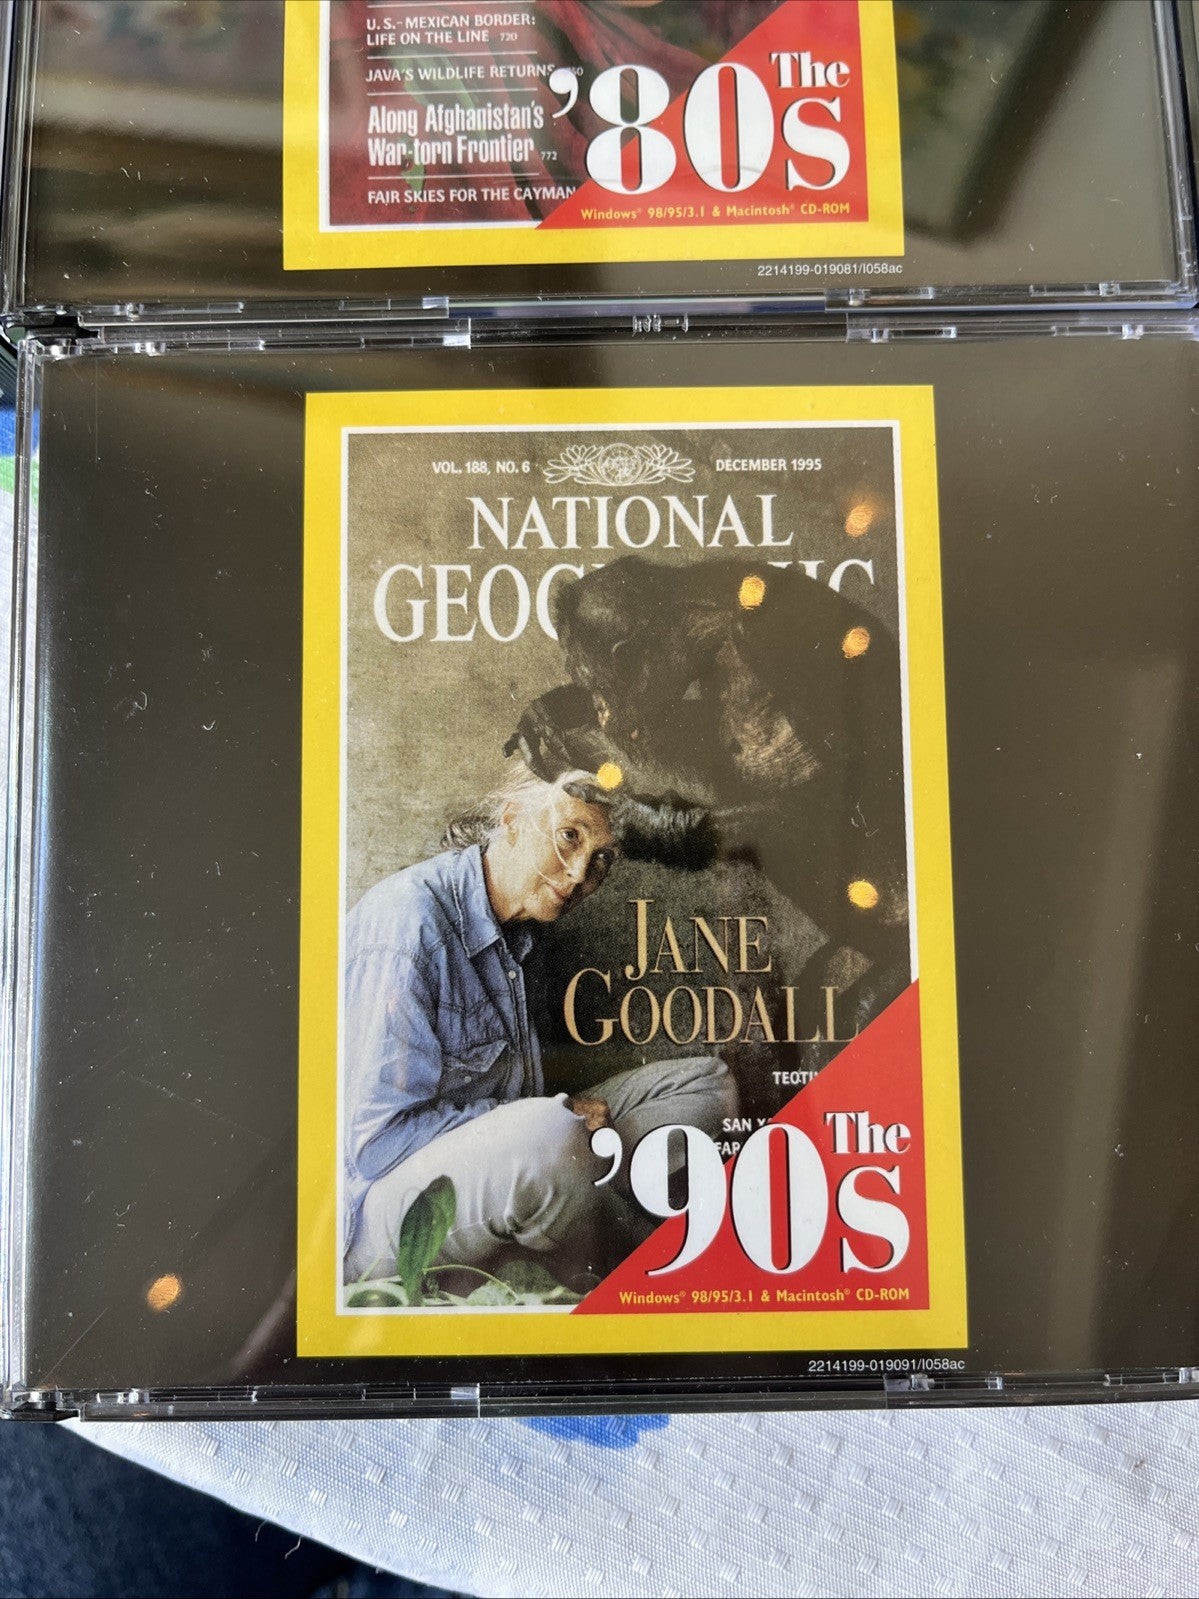 U.S.-MEXICAN BORDER:
LIFE ON THE LINE 720
JAVA'S WILDLIFE RETURNS
Along Afghanistan's
War-torn Frontier 772
FAIR SKIES FOR THE CAYMAN
The
'80s
Windows® 98/95/3.1 & Macintosh® CD-ROM
2214199-019081/I058ac
VOL. 188, NO. 6
DECEMBER 1995
NATIONAL
JANE
GOODALL
SAN
The
'90s
Windows® 98/95/3.1 & Macintosh® CD-ROM
2214199-019091/I058ac